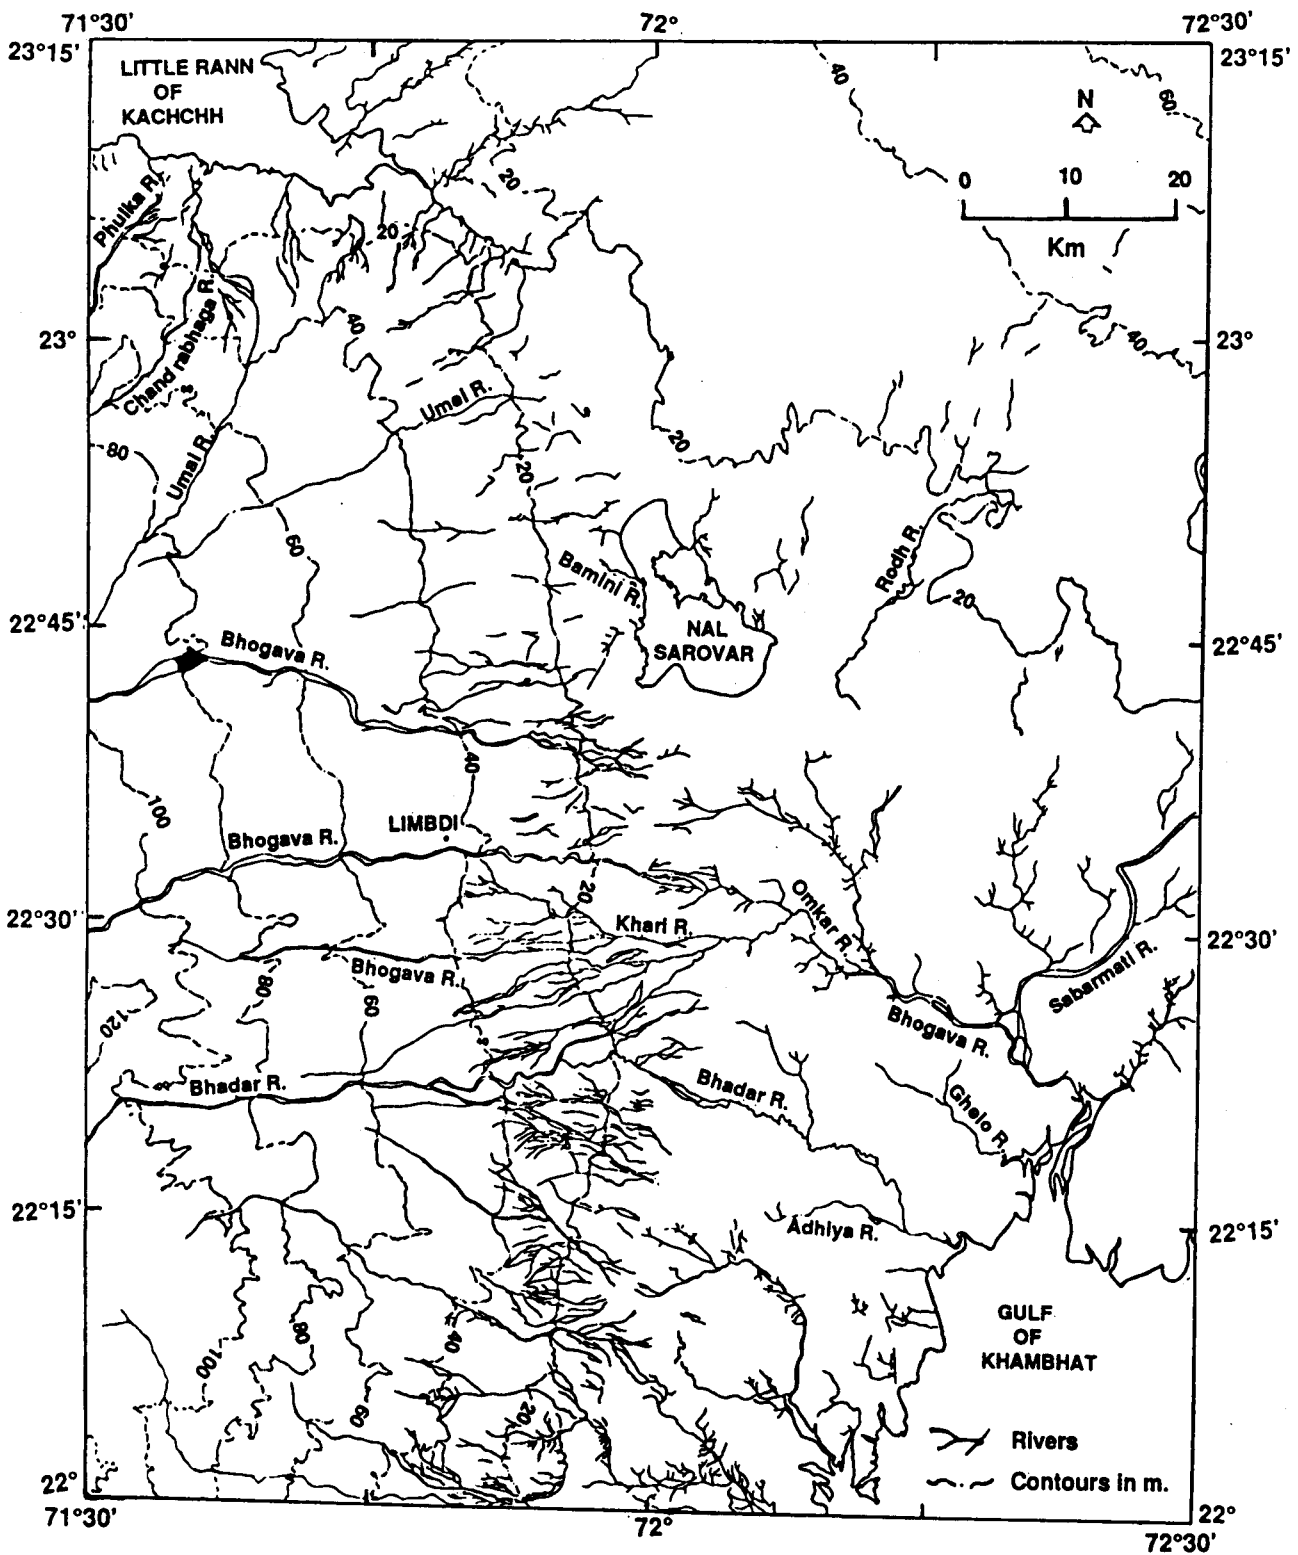 71°30'
72°
72°30'
23°15'
23°15'
LITTLE RANN
OF
KACHCHH
40
60
N
0 10 20
Km
20
Phulka R.
20
Chandrabhaga R.
40
23°
23°
40
Umal R.
20
80
Umal R.
20
60
Bamini R.
Rodh R.
20
22°45'
22°45'
NAL
SAROVAR
Bhogava R.
40
100
LIMBDI
Bhogava R.
20
Omkar R.
22°30'
22°30'
Khari R.
Bhogava R.
Sabarmati R.
80
60
120
Bhogava R.
Bhadar R.
Bhadar R.
Ghelo R.
22°15'
22°15'
Adhiya R.
GULF
OF
KHAMBHAT
80
40
100
60
20
Rivers
Contours in m.
22°
22°
71°30'
72°
72°30'